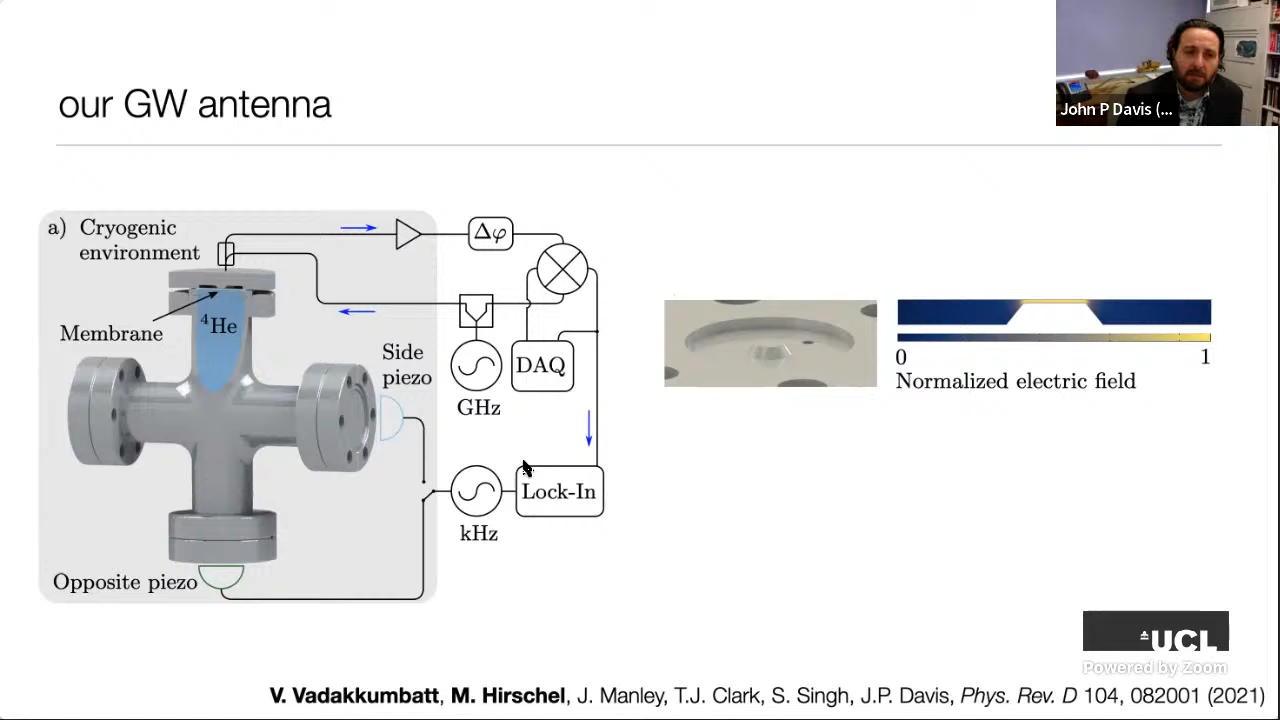 John P Davis (...
our GW antenna
a) Cryogenic
environment
Δφ
Membrane
⁴He
Side
piezo
DAQ
GHz
Lock-In
kHz
Opposite piezo
0 1
Normalized electric field
UCL
Powered by Zoom
V. Vadakkumbatt, M. Hirschel, J. Manley, T.J. Clark, S. Singh, J.P. Davis, Phys. Rev. D 104, 082001 (2021)